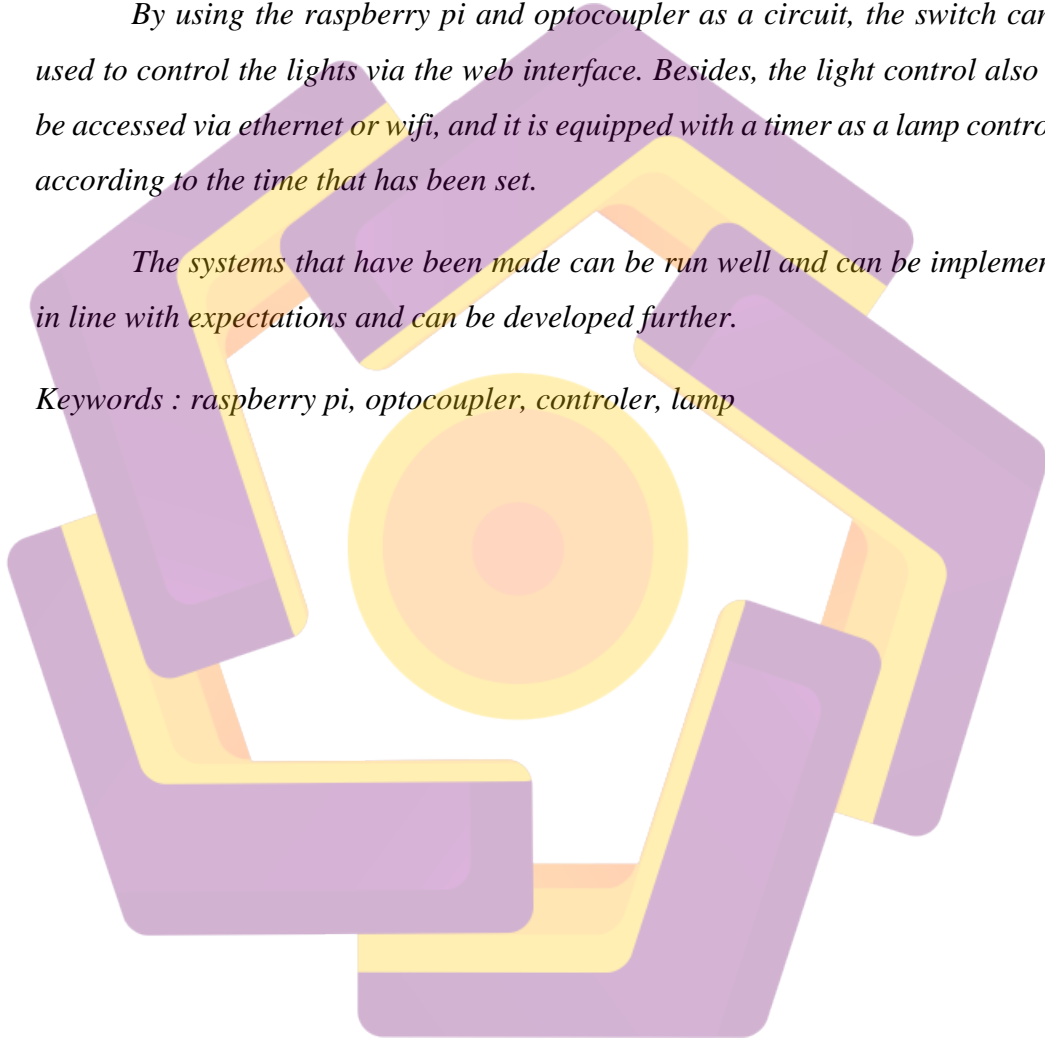 By using the raspberry pi and optocoupler as a circuit, the switch can
used to control the lights via the web interface. Besides, the light control also
be accessed via ethernet or wifi, and it is equipped with a timer as a lamp contro
according to the time that has been set.
The systems that have been made can be run well and can be implemen
in line with expectations and can be developed further.
Keywords : raspberry pi, optocoupler, controler, lamp